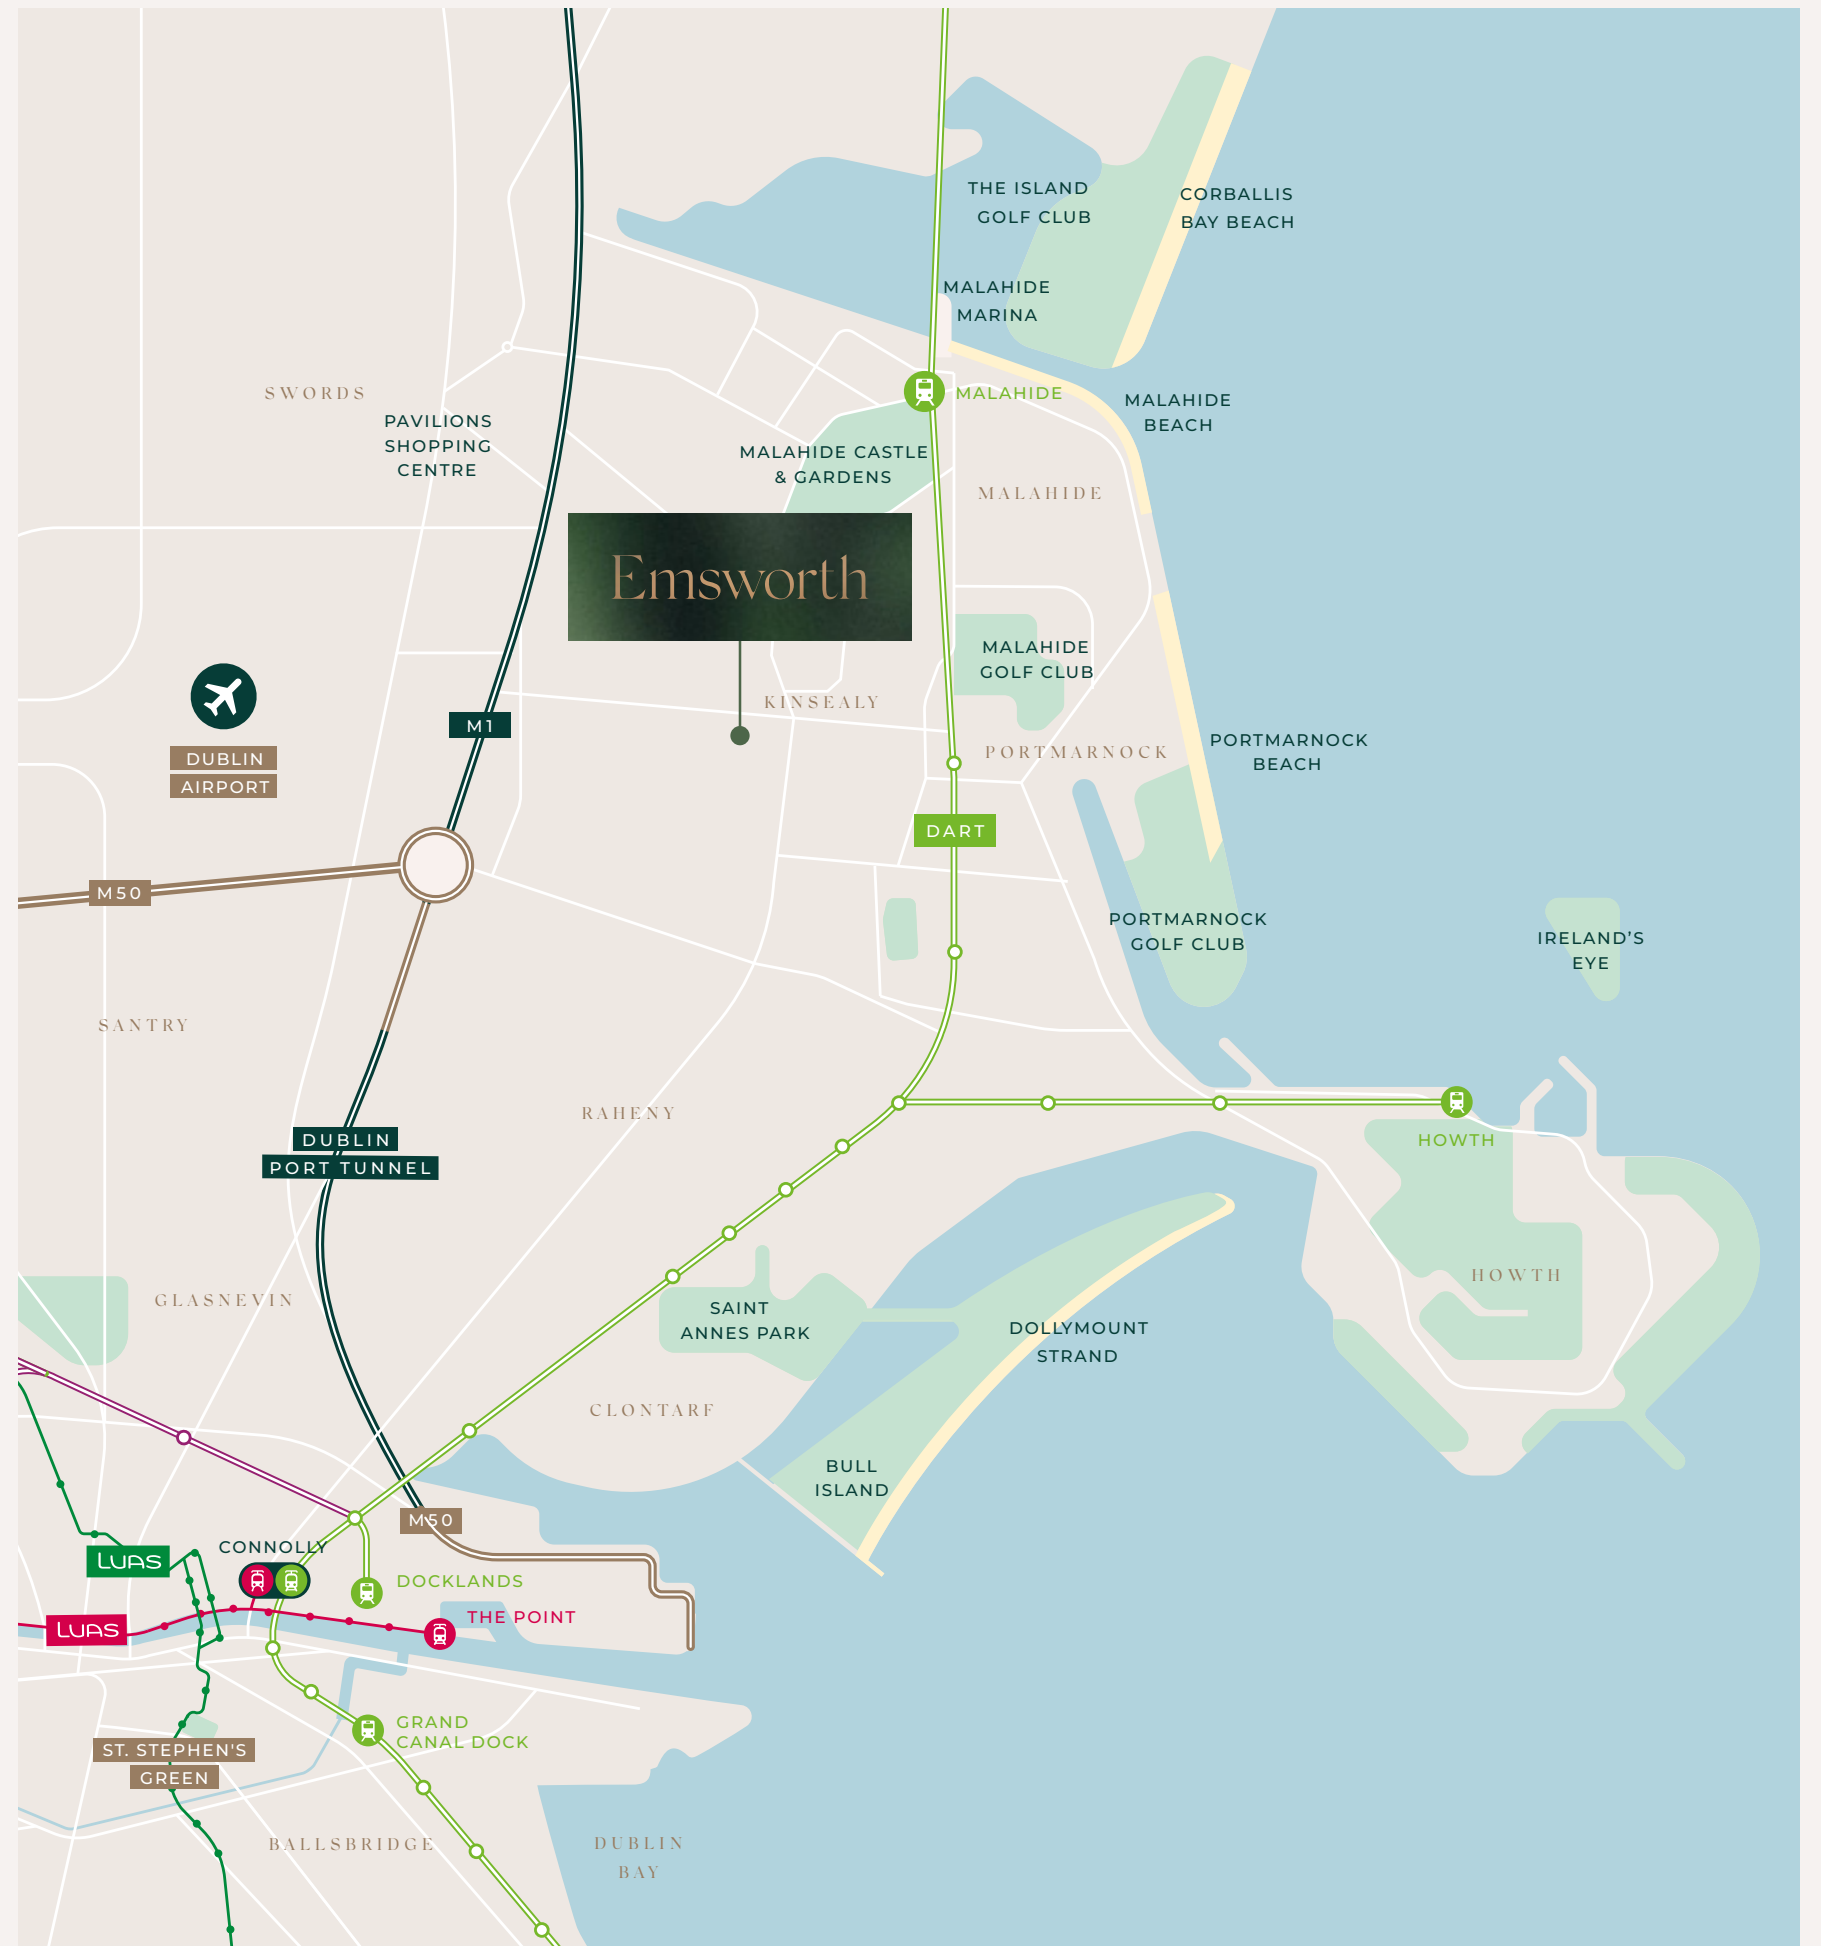 THE ISLAND
GOLF CLUB
CORBALLIS
BAY BEACH
MALAHIDE
MARINA
SWORDS
PAVILIONS
SHOPPING
CENTRE
MALAHIDE
MALAHIDE
BEACH
MALAHIDE CASTLE
& GARDENS
MALAHIDE
Emsworth
MALAHIDE
GOLF CLUB
KINSEALY
M1
DUBLIN
AIRPORT
PORTMARNOCK
PORTMARNOCK
BEACH
DART
M50
PORTMARNOCK
GOLF CLUB
IRELAND'S
EYE
SANTRY
RAHENY
DUBLIN
PORT TUNNEL
HOWTH
HOWTH
GLASNEVIN
SAINT
ANNES PARK
DOLLYMOUNT
STRAND
CLONTARF
BULL
ISLAND
M50
CONNOLLY
LUAS
DOCKLANDS
THE POINT
LUAS
GRAND
CANAL DOCK
ST. STEPHEN'S
GREEN
BALLSBRIDGE
DUBLIN
BAY